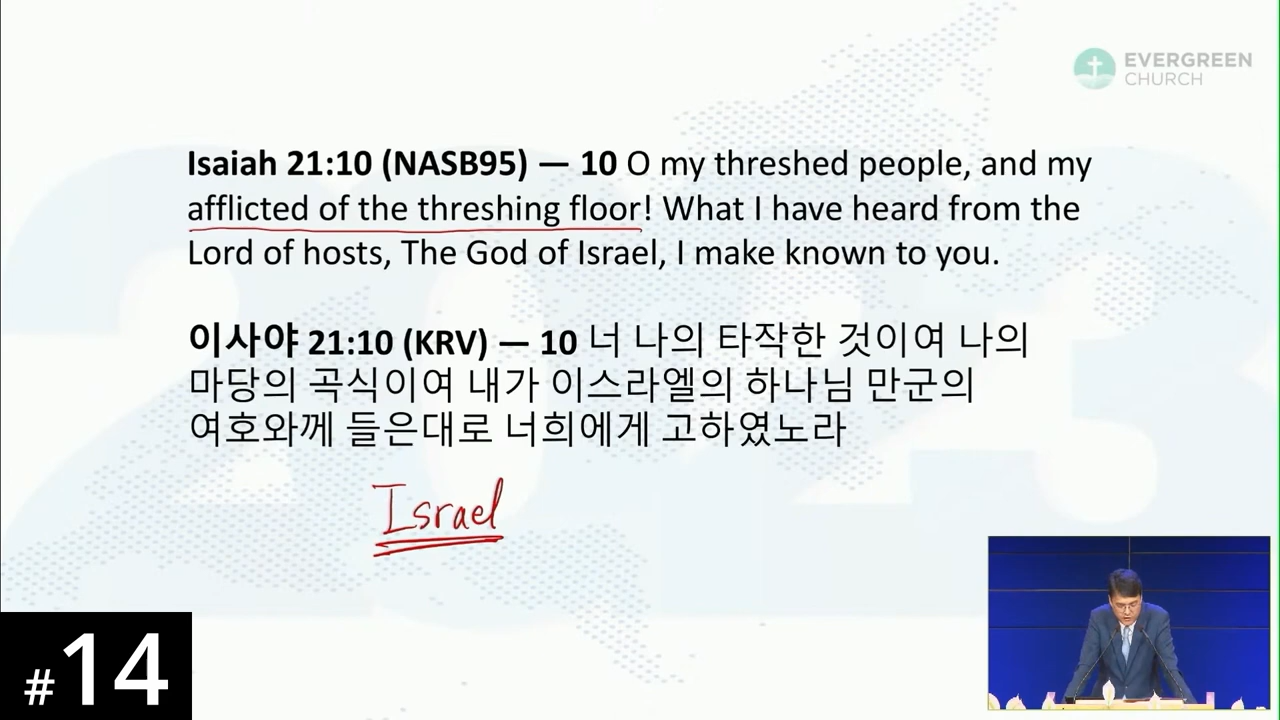 EVERGREEN
CHURCH
Isaiah 21:10 (NASB95) — 10 O my threshed people, and my
afflicted of the threshing floor! What I have heard from the
Lord of hosts, The God of Israel, I make known to you.
이사야 21:10 (KRV) — 10 너 나의 타작한 것이여 나의
마당의 곡식이여 내가 이스라엘의 하나님 만군의
여호와께 들은대로 너희에게 고하였노라
Israel
#14